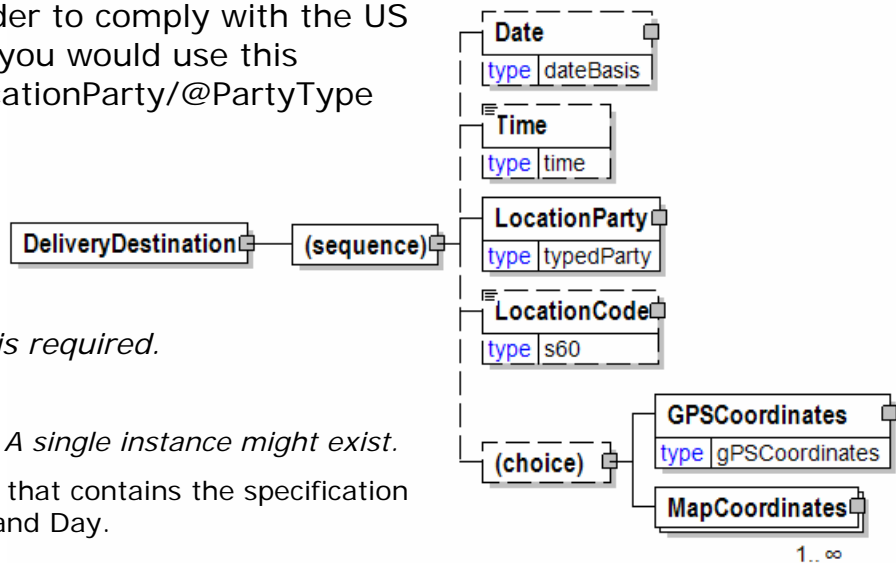 der to comply with the US
you would use this
cationParty/@PartyType
is required.
A single instance might exist.
that contains the specification
and Day.
DeliveryDestination
(sequence)
Date
type dateBasis
Time
type time
LocationParty
type typedParty
LocationCode
type s60
(choice)
GPSCoordinates
type gPSCoordinates
MapCoordinates
1..∞